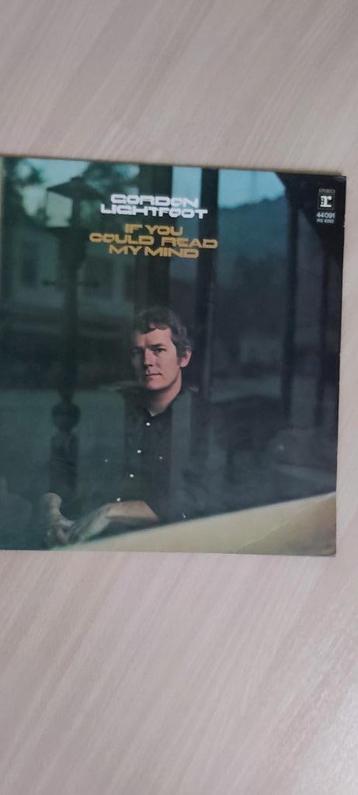 GORDON
LIGHTFOOT
IF YOU
COULD READ
MY MIND
STEREO
r
44091